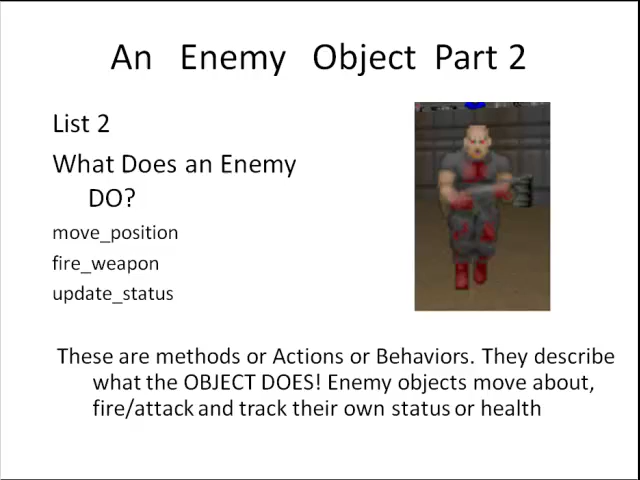 An Enemy Object Part 2
List 2
What Does an Enemy
DO?
move_position
fire_weapon
update_status
These are methods or Actions or Behaviors. They describe
what the OBJECT DOES! Enemy objects move about,
fire/attack and track their own status or health